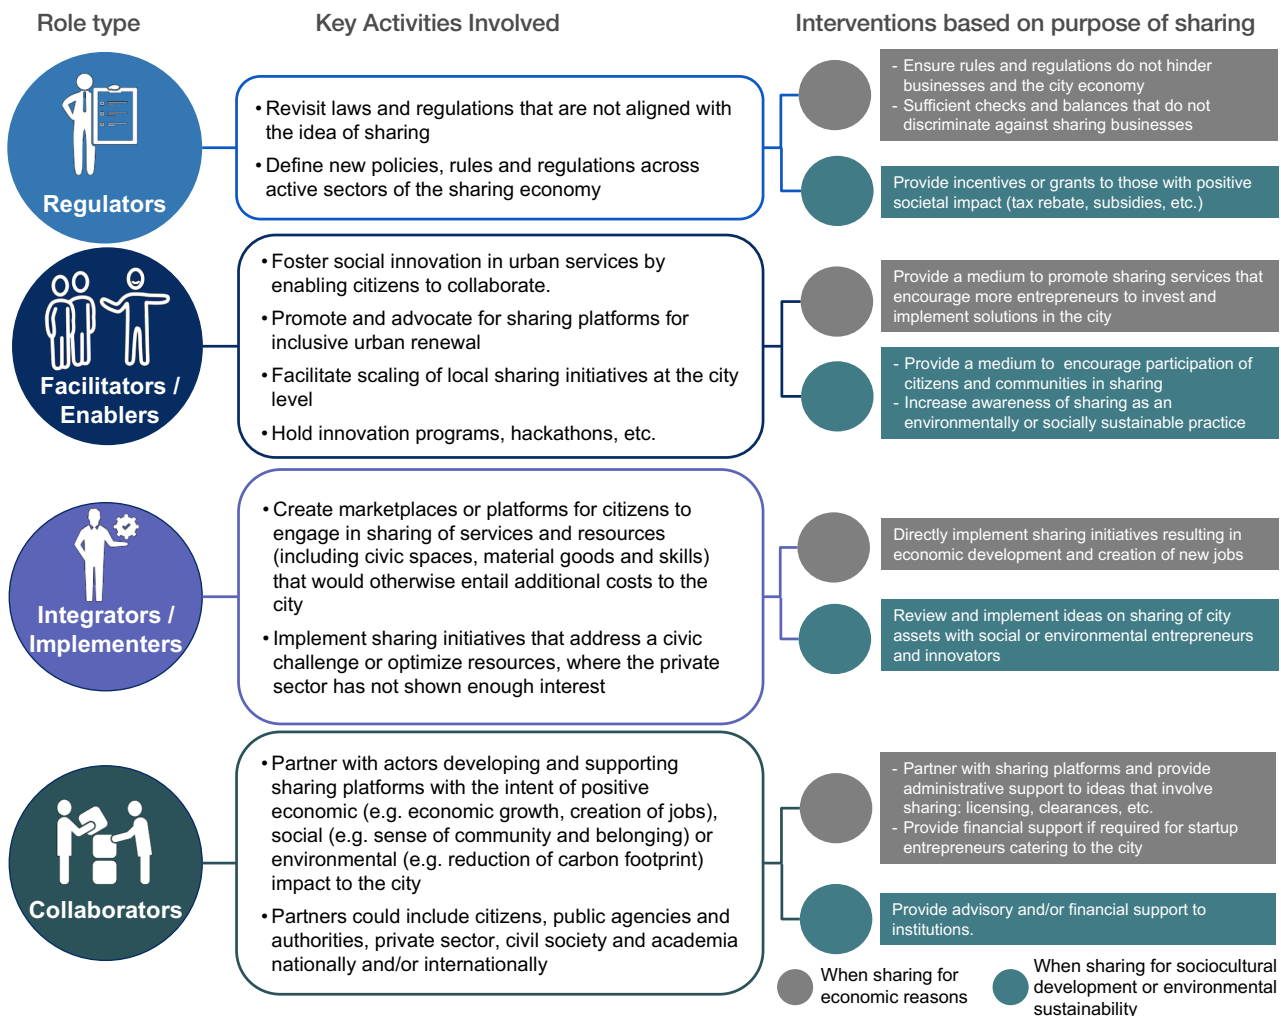 Role type
Key Activities Involved
Interventions based on purpose of sharing
Regulators
• Revisit laws and regulations that are not aligned with
the idea of sharing
• Define new policies, rules and regulations across
active sectors of the sharing economy
- Ensure rules and regulations do not hinder
businesses and the city economy
- Sufficient checks and balances that do not
discriminate against sharing businesses
Provide incentives or grants to those with positive
societal impact (tax rebate, subsidies, etc.)
Facilitators /
Enablers
• Foster social innovation in urban services by
enabling citizens to collaborate.
• Promote and advocate for sharing platforms for
inclusive urban renewal
• Facilitate scaling of local sharing initiatives at the city
level
• Hold innovation programs, hackathons, etc.
Provide a medium to promote sharing services that
encourage more entrepreneurs to invest and
implement solutions in the city
- Provide a medium to encourage participation of
citizens and communities in sharing
- Increase awareness of sharing as an
environmentally or socially sustainable practice
Integrators /
Implementers
• Create marketplaces or platforms for citizens to
engage in sharing of services and resources
(including civic spaces, material goods and skills)
that would otherwise entail additional costs to the
city
• Implement sharing initiatives that address a civic
challenge or optimize resources, where the private
sector has not shown enough interest
Directly implement sharing initiatives resulting in
economic development and creation of new jobs
Review and implement ideas on sharing of city
assets with social or environmental entrepreneurs
and innovators
Collaborators
• Partner with actors developing and supporting
sharing platforms with the intent of positive
economic (e.g. economic growth, creation of jobs),
social (e.g. sense of community and belonging) or
environmental (e.g. reduction of carbon footprint)
impact to the city
• Partners could include citizens, public agencies and
authorities, private sector, civil society and academia
nationally and/or internationally
- Partner with sharing platforms and provide
administrative support to ideas that involve
sharing: licensing, clearances, etc.
- Provide financial support if required for startup
entrepreneurs catering to the city
Provide advisory and/or financial support to
institutions.
When sharing for
economic reasons
When sharing for sociocultural
development or environmental
sustainability